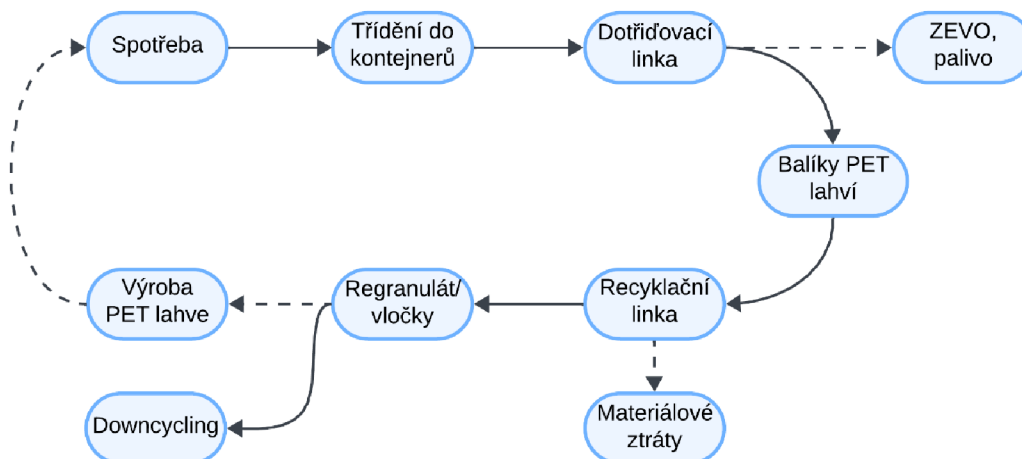 Spotřeba
Třídění do
kontejnerů
Dotřiďovací
linka
ZEVO,
palivo
Balíky PET
lahví
Výroba
PET lahve
Regranulát/
vločky
Recyklační
linka
Downcycling
Materiálové
ztráty